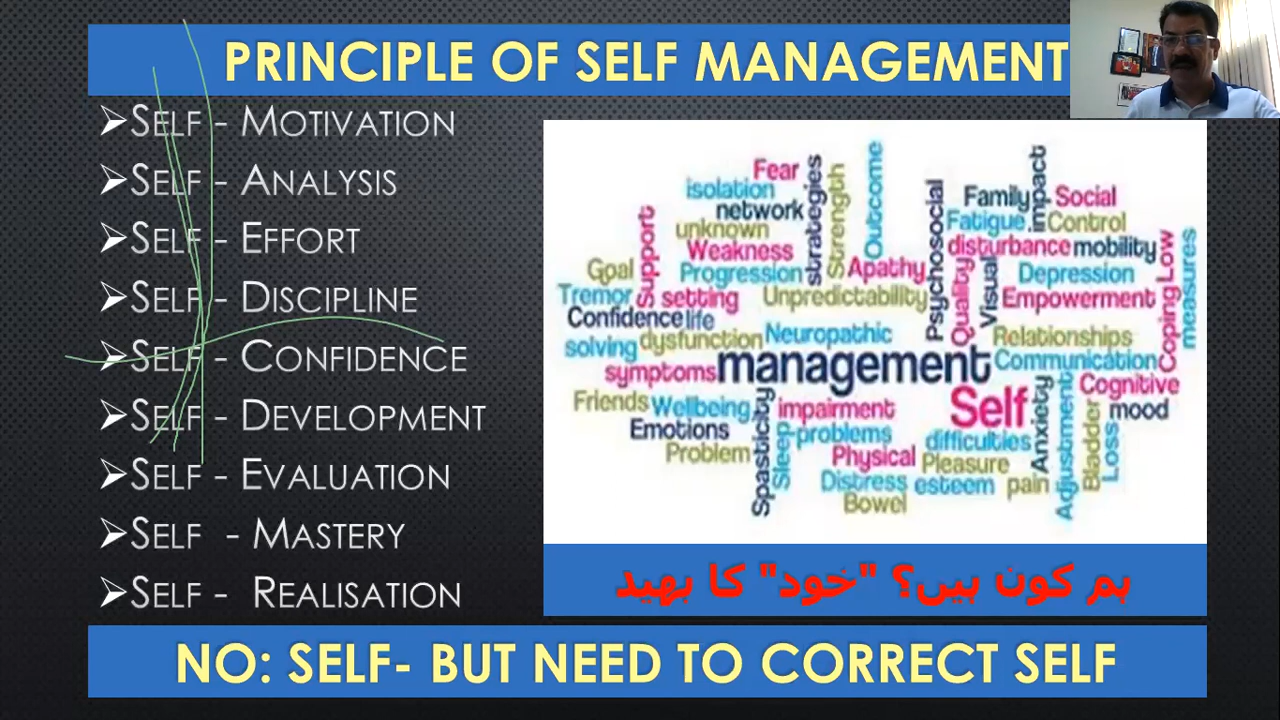 PRINCIPLE OF SELF MANAGEMENT
➢SELF - MOTIVATION
➢SELF - ANALYSIS
➢SELF - EFFORT
➢SELF - DISCIPLINE
➢SELF - CONFIDENCE
➢SELF - DEVELOPMENT
➢SELF - EVALUATION
➢SELF - MASTERY
➢SELF - REALISATION
Fear
isolation
network
unknown
Weakness
Progression
strategies
Strength
Outcome
Apathy
Goal
Support
Tremor
setting
Unpredictability
Confidence
life
solving
dysfunction
Neuropathic
symptoms
management
Psychosocial
Family
impact
Social
Fatigue
Control
disturbance
mobility
Quality
Visual
Depression
Empowerment
Coping
Low
measures
Relationships
Communication
Cognitive
Self
mood
Friends
Wellbeing
impairment
Emotions
problems
Problem
Spasticity
Sleep
Physical
difficulties
Pleasure
Anxiety
Adjustment
Bladder
Loss
Distress
esteem
pain
Bowel
ہم کون ہیں؟ "خود" کا بھید
NO: SELF- BUT NEED TO CORRECT SELF